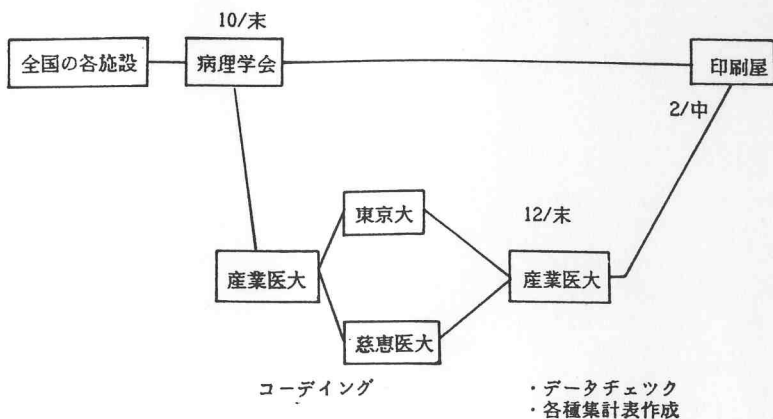 10/末
全国の各施設
病理学会
印刷屋
2/中
東京大
12/末
産業医大
産業医大
慈恵医大
コーデイング
・データチェツク
・各種集計表作成